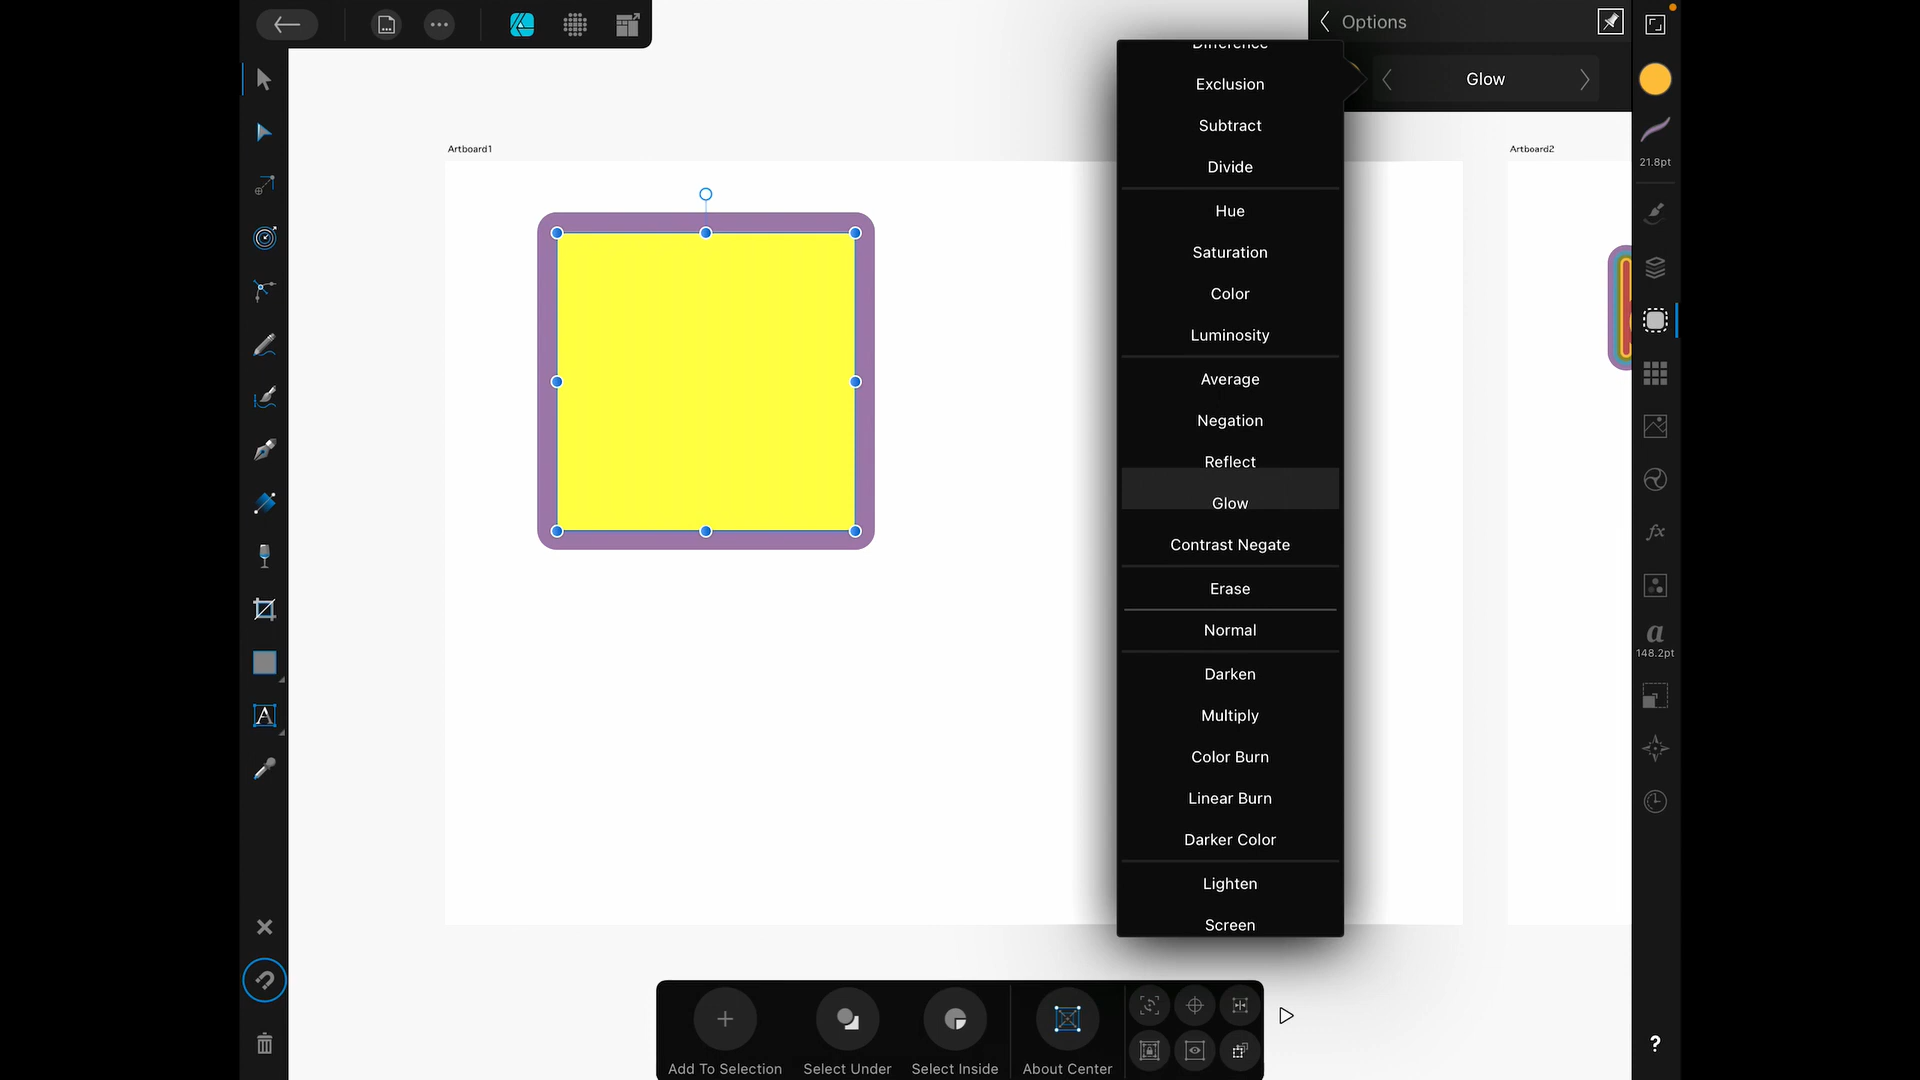 Options
Difference
Exclusion
Glow
Subtract
Artboard1
Artboard2
21.8pt
Divide
Hue
Saturation
Color
Luminosity
Average
Negation
Reflect
Glow
Contrast Negate
Erase
Normal
a
148.2pt
Darken
A
Multiply
Color Burn
Linear Burn
Darker Color
Lighten
Screen
fx
?
Add To Selection
Select Under
Select Inside
About Center